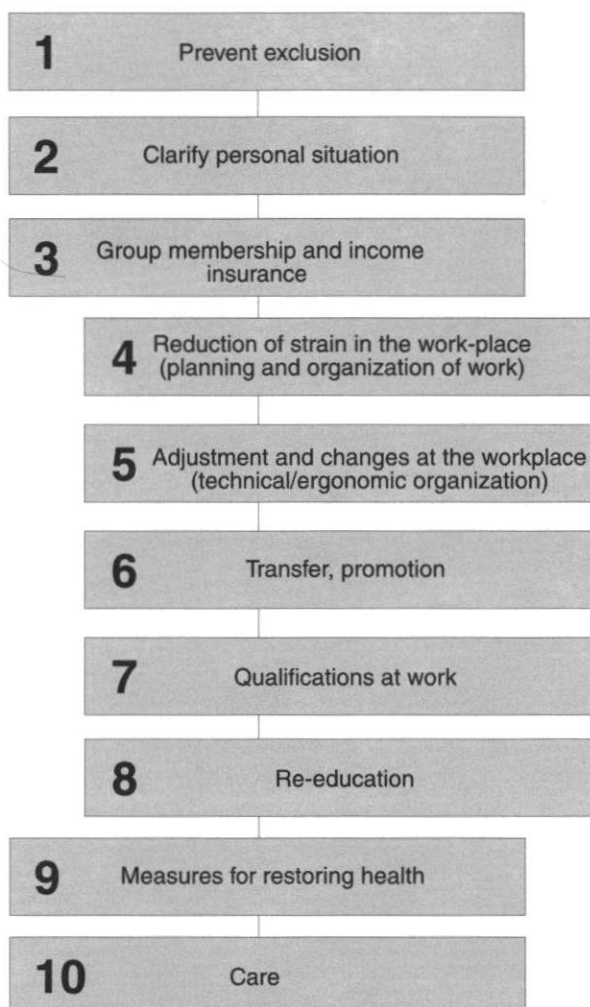 1 Prevent exclusion
2 Clarify personal situation
3 Group membership and income
insurance
4 Reduction of strain in the work-place
(planning and organization of work)
5 Adjustment and changes at the workplace
(technical/ergonomic organization)
6 Transfer, promotion
7 Qualifications at work
8 Re-education
9 Measures for restoring health
10 Care